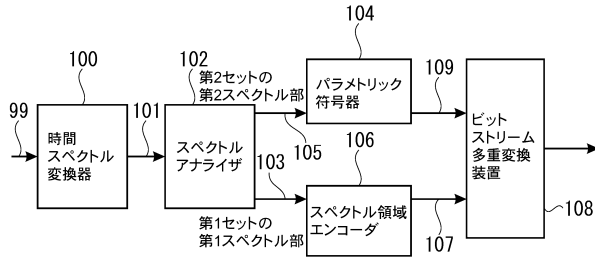 104
100
102
第2セットの
第2スペクトル部
パラメトリック
符号器
109
99
101
時間
スペクトル
変換器
スペクトル
アナライザ
105
ビット
ストリーム
多重変換
装置
103
106
第1セットの
第1スペクトル部
スペクトル領域
エンコーダ
107
108